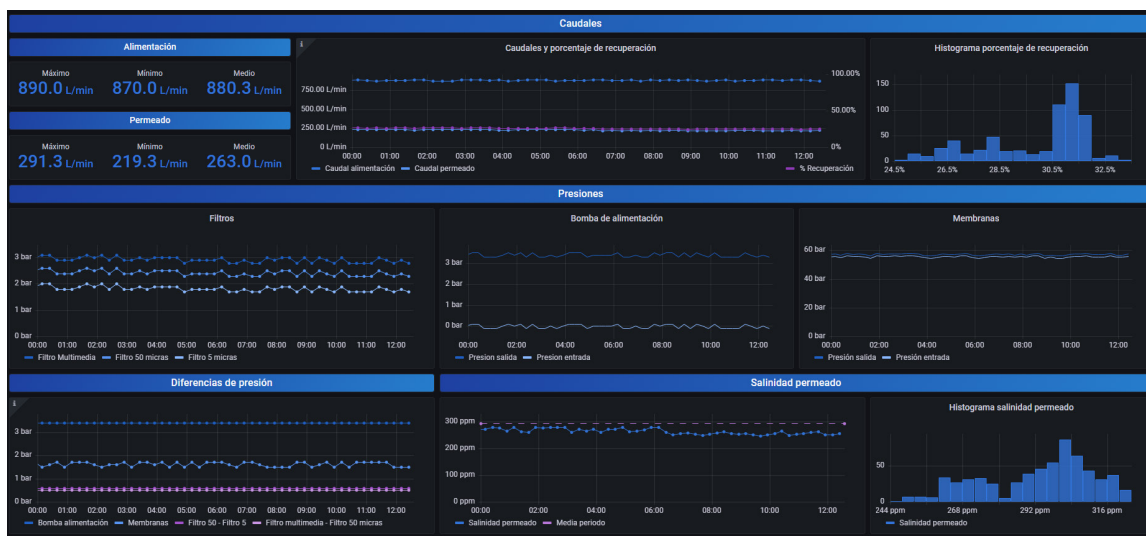 Caudales
Alimentación
Máximo Mínimo Medio
890.0 L/min 870.0 L/min 880.3 L/min
Permeado
Máximo Mínimo Medio
291.3 L/min 219.3 L/min 263.0 L/min
i
Caudales y porcentaje de recuperación
750.00 L/min
500.00 L/min
250.00 L/min
0 L/min
100.00%
50.00%
0%
00:00 01:00 02:00 03:00 04:00 05:00 06:00 07:00 08:00 09:00 10:00 11:00 12:00
Caudal alimentación Caudal permeado % Recuperación
Histograma porcentaje de recuperación
150
100
50
0
24.5% 26.5% 28.5% 30.5% 32.5%
Presiones
Filtros
3 bar
2 bar
1 bar
0 bar
00:00 01:00 02:00 03:00 04:00 05:00 06:00 07:00 08:00 09:00 10:00 11:00 12:00
Filtro Multimedia Filtro 50 micras Filtro 5 micras
Bomba de alimentación
3 bar
2 bar
1 bar
0 bar
00:00 02:00 04:00 06:00 08:00 10:00 12:00
Presion salida Presion entrada
Membranas
60 bar
40 bar
20 bar
0 bar
00:00 02:00 04:00 06:00 08:00 10:00 12:00
Presión salida Presión entrada
Diferencias de presión
i
3 bar
2 bar
1 bar
0 bar
00:00 01:00 02:00 03:00 04:00 05:00 06:00 07:00 08:00 09:00 10:00 11:00 12:00
Bomba alimentación Membranas Filtro 50 - Filtro 5 Filtro multimedia - Filtro 50 micras
Salinidad permeado
300 ppm
200 ppm
100 ppm
0 ppm
00:00 02:00 04:00 06:00 08:00 10:00 12:00
Salinidad permeado Media periodo
Histograma salinidad permeado
50
0
244 ppm 268 ppm 292 ppm 316 ppm
Salinidad permeado